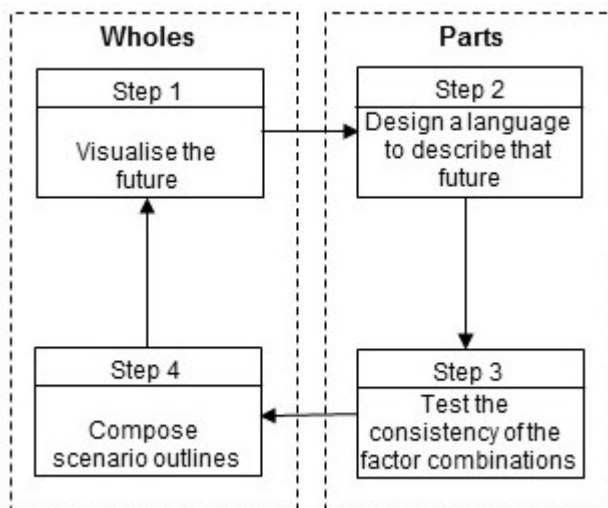 Wholes
Parts
Step 1
Visualise the
future
Step 2
Design a language
to describe that
future
Step 4
Compose
scenario outlines
Step 3
Test the
consistency of the
factor combinations